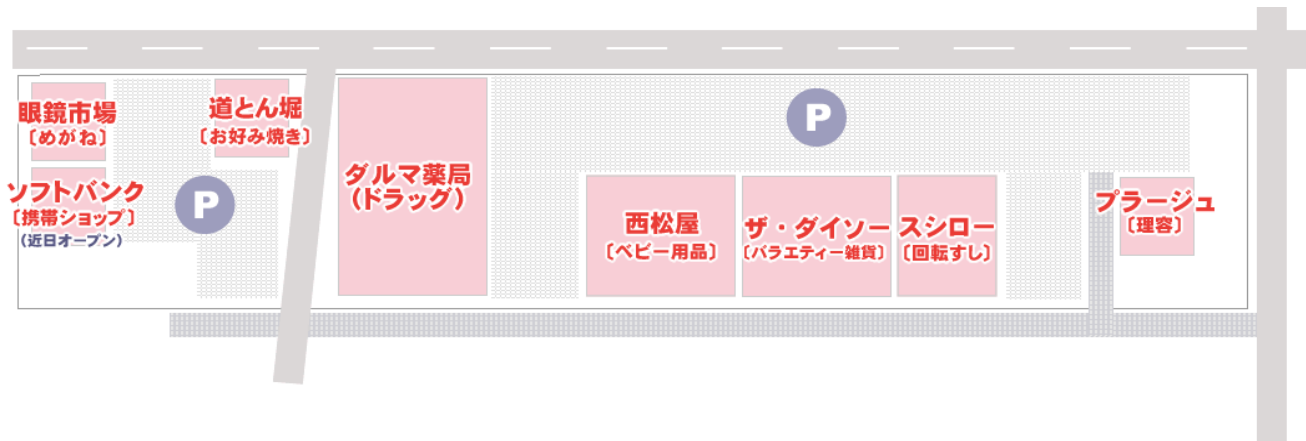 眼鏡市場
〔めがね〕
ソフトバンク
〔携帯ショップ〕
(近日オープン)
道とん堀
〔お好み焼き〕
P
ダルマ薬局
(ドラッグ)
P
西松屋
〔ベビー用品〕
ザ・ダイソー
〔バラエティー雑貨〕
スシロー
〔回転すし〕
プラージュ
〔理容〕